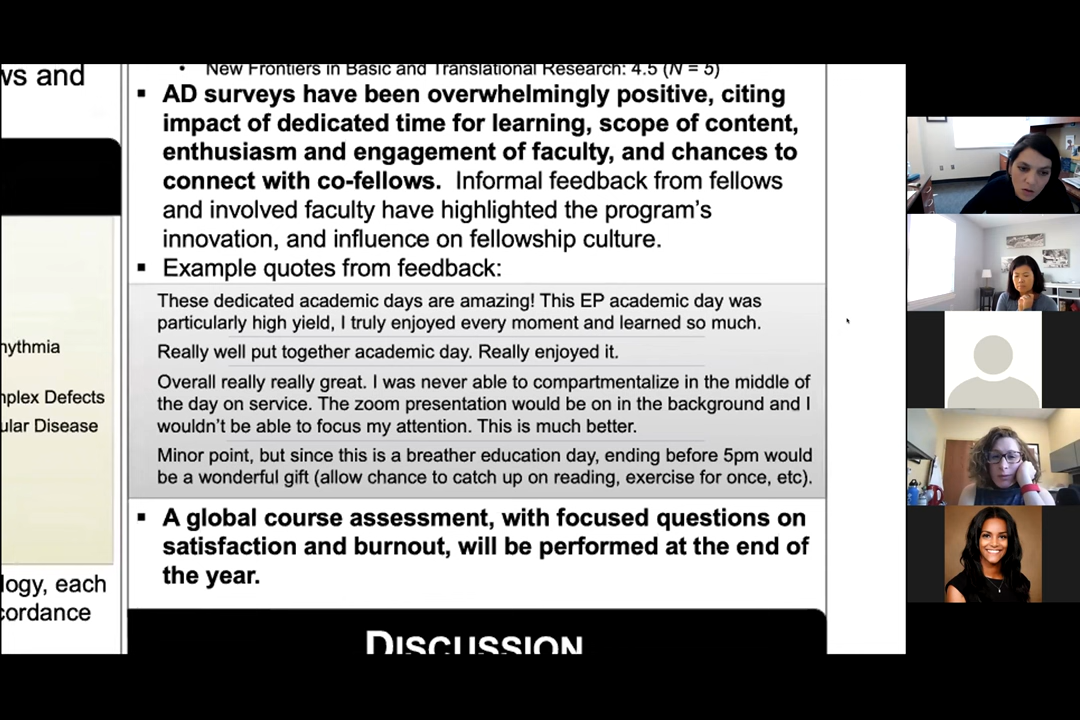 ws and
hythmia
nplex Defects
ular Disease
logy, each
cordance
• New Frontiers in Basic and Translational Research: 4.5 (N = 5)
▪ AD surveys have been overwhelmingly positive, citing
impact of dedicated time for learning, scope of content,
enthusiasm and engagement of faculty, and chances to
connect with co-fellows. Informal feedback from fellows
and involved faculty have highlighted the program's
innovation, and influence on fellowship culture.
▪ Example quotes from feedback:
These dedicated academic days are amazing! This EP academic day was
particularly high yield, I truly enjoyed every moment and learned so much.
Really well put together academic day. Really enjoyed it.
Overall really really great. I was never able to compartmentalize in the middle of
the day on service. The zoom presentation would be on in the background and I
wouldn't be able to focus my attention. This is much better.
Minor point, but since this is a breather education day, ending before 5pm would
be a wonderful gift (allow chance to catch up on reading, exercise for once, etc).
▪ A global course assessment, with focused questions on
satisfaction and burnout, will be performed at the end of
the year.
DISCUSSION